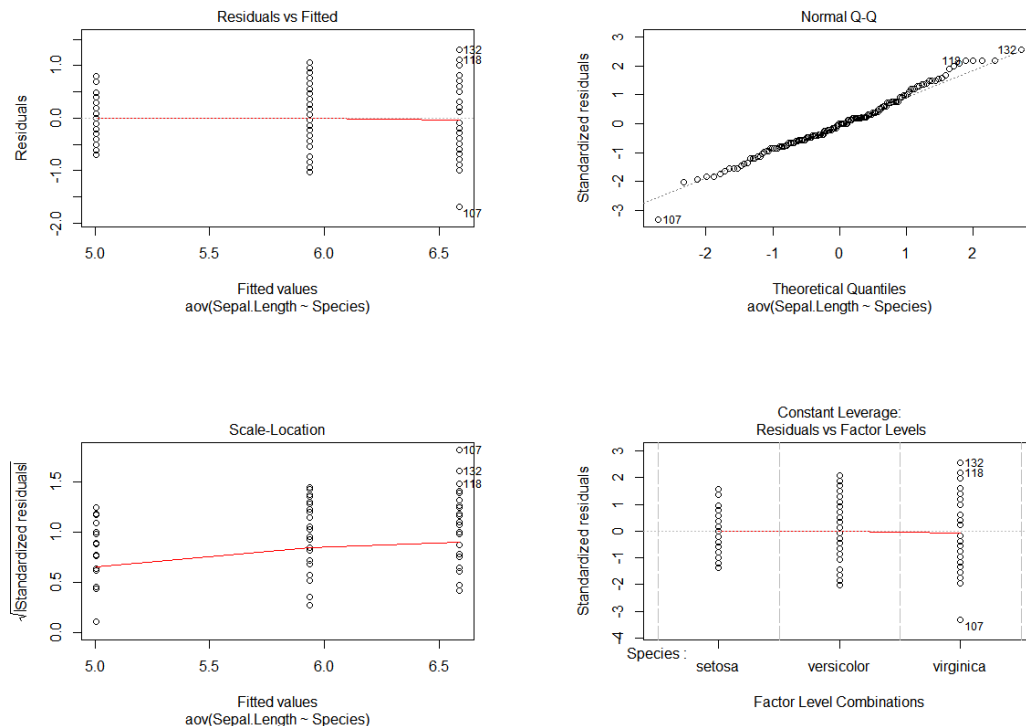 Residuals vs Fitted
Residuals
1.0
0.0
-1.0
-2.0
132
118
107
5.0 5.5 6.0 6.5
Fitted values
aov(Sepal.Length ~ Species)
Normal Q-Q
Standardized residuals
3
2
1
0
-1
-2
-3
132
118
107
-2 -1 0 1 2
Theoretical Quantiles
aov(Sepal.Length ~ Species)
Scale-Location
√|Standardized residuals|
1.5
1.0
0.5
0.0
107
132
118
5.0 5.5 6.0 6.5
Fitted values
aov(Sepal.Length ~ Species)
Constant Leverage:
Residuals vs Factor Levels
Standardized residuals
3
2
1
0
-1
-2
-3
-4
132
118
107
Species :
setosa versicolor virginica
Factor Level Combinations